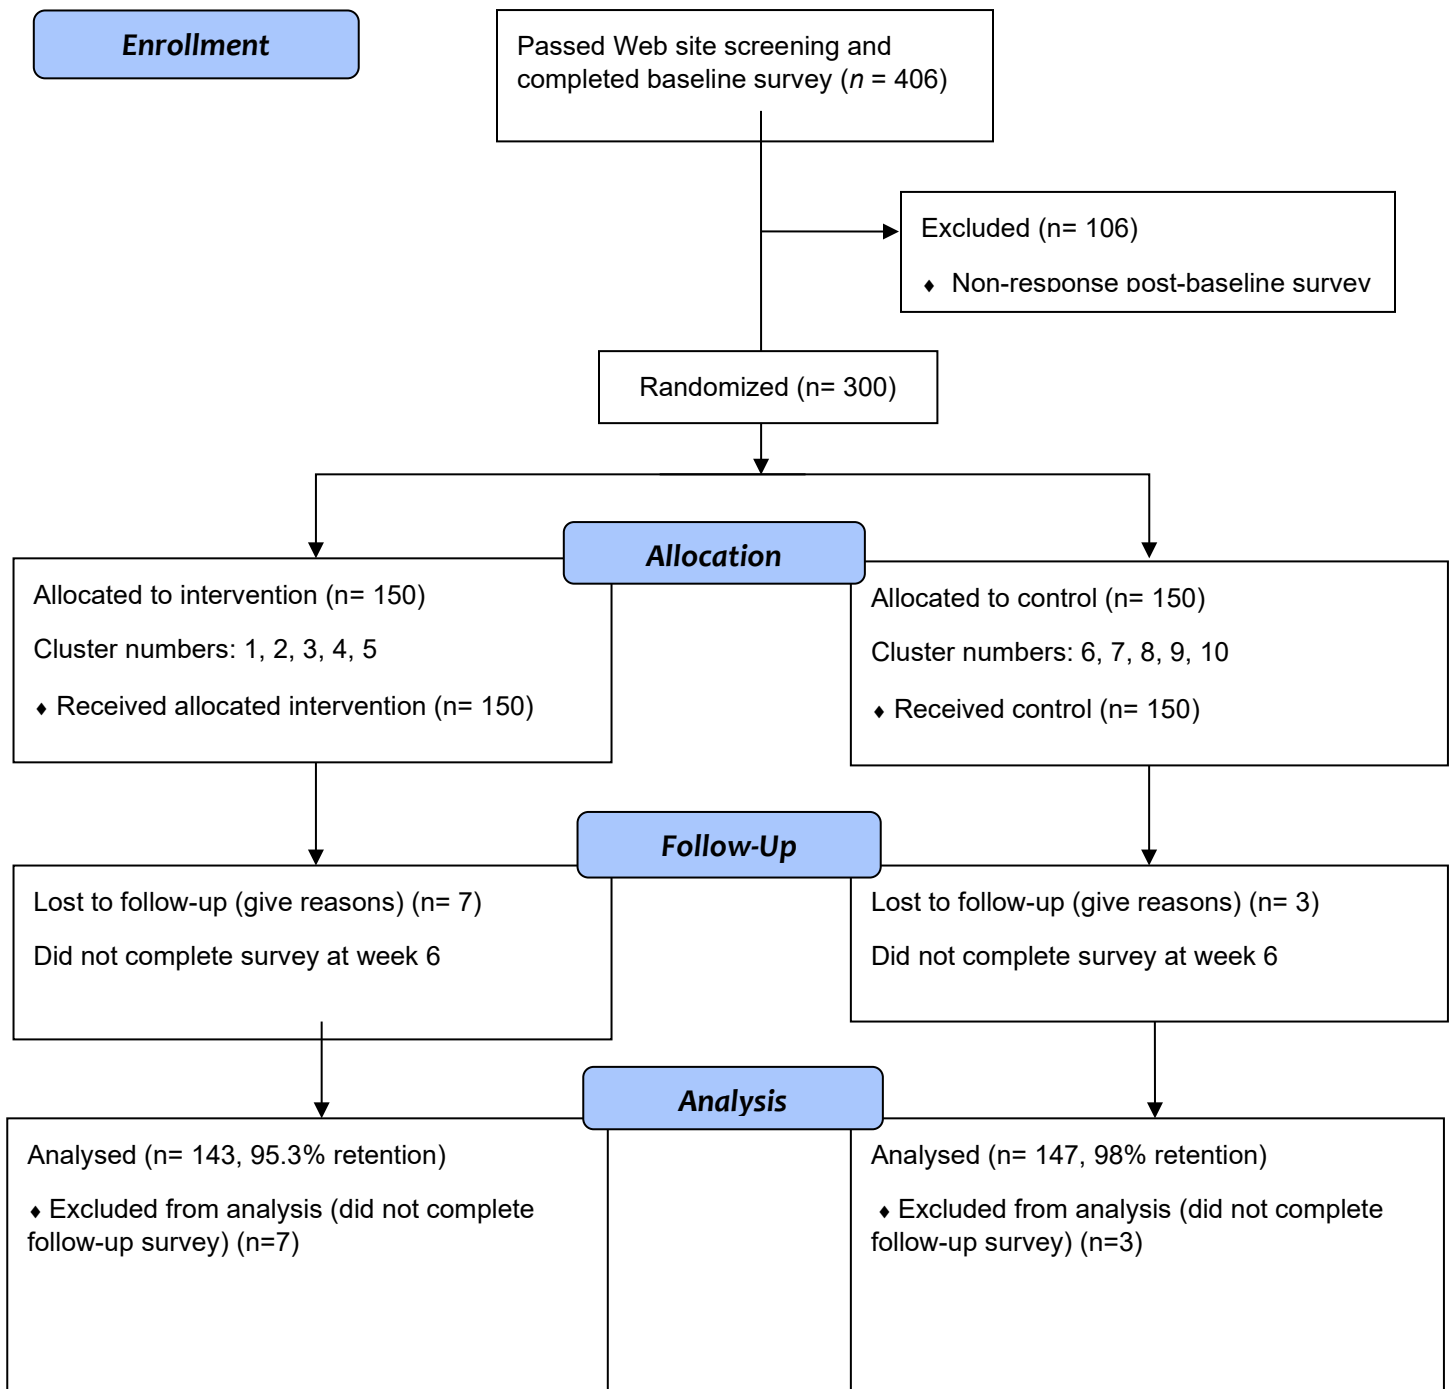 Enrollment
Passed Web site screening and
completed baseline survey (n = 406)
Excluded (n= 106)
♦ Non-response post-baseline survey
Randomized (n= 300)
Allocation
Allocated to intervention (n= 150)
Cluster numbers: 1, 2, 3, 4, 5
♦ Received allocated intervention (n= 150)
Allocated to control (n= 150)
Cluster numbers: 6, 7, 8, 9, 10
♦ Received control (n= 150)
Follow-Up
Lost to follow-up (give reasons) (n= 7)
Did not complete survey at week 6
Lost to follow-up (give reasons) (n= 3)
Did not complete survey at week 6
Analysis
Analysed (n= 143, 95.3% retention)
♦ Excluded from analysis (did not complete
follow-up survey) (n=7)
Analysed (n= 147, 98% retention)
♦ Excluded from analysis (did not complete
follow-up survey) (n=3)